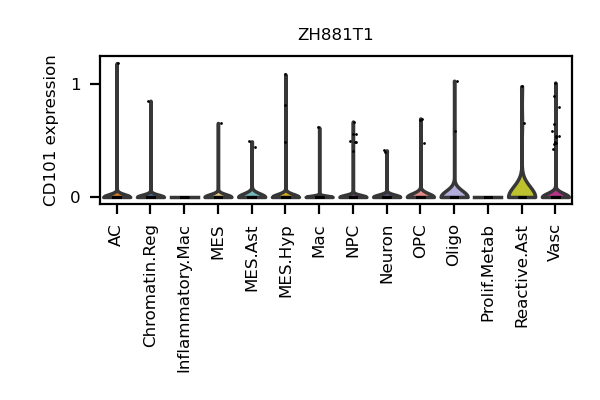 ZH881T1
CD101 expression
1
0
AC
Chromatin.Reg
Inflammatory.Mac
MES
MES.Ast
MES.Hyp
Mac
NPC
Neuron
OPC
Oligo
Prolif.Metab
Reactive.Ast
Vasc